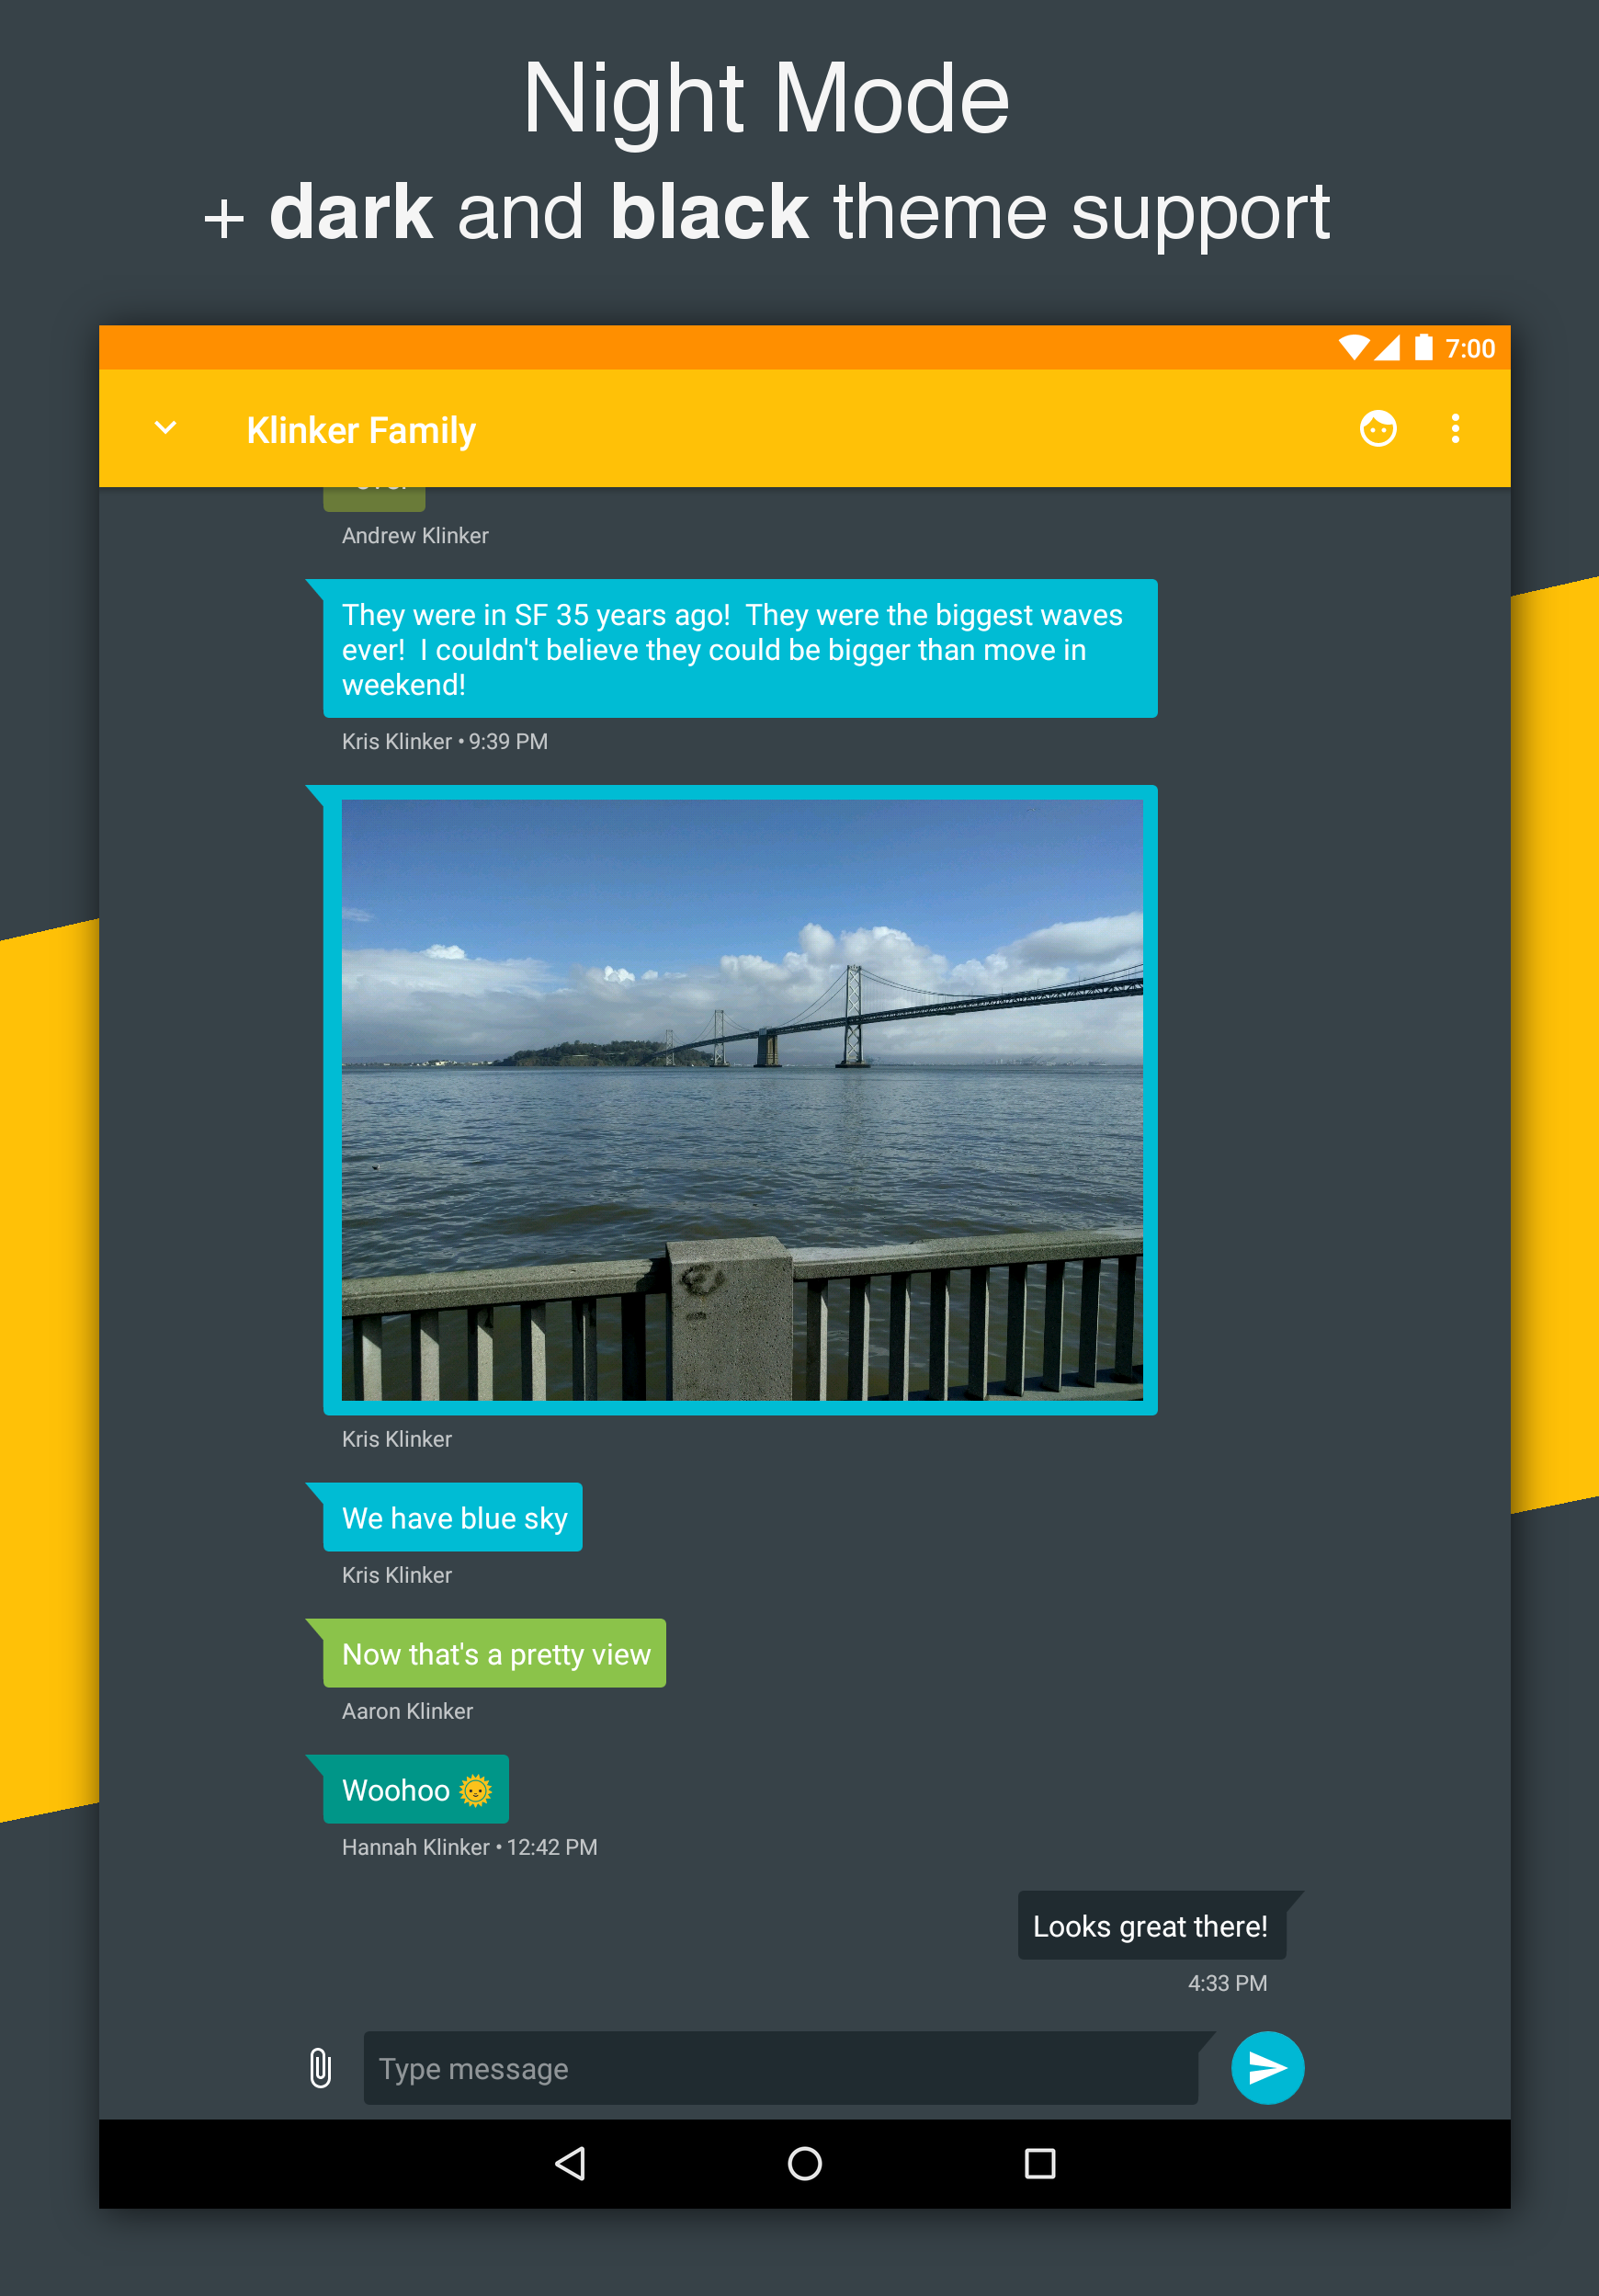 Night Mode
+ dark and black theme support
7:00
Klinker Family
Andrew Klinker
They were in SF 35 years ago!  They were the biggest waves
ever!  I couldn't believe they could be bigger than move in
weekend!
Kris Klinker • 9:39 PM
Kris Klinker
We have blue sky
Kris Klinker
Now that's a pretty view
Aaron Klinker
Woohoo 🌞
Hannah Klinker • 12:42 PM
Looks great there!
4:33 PM
Type message